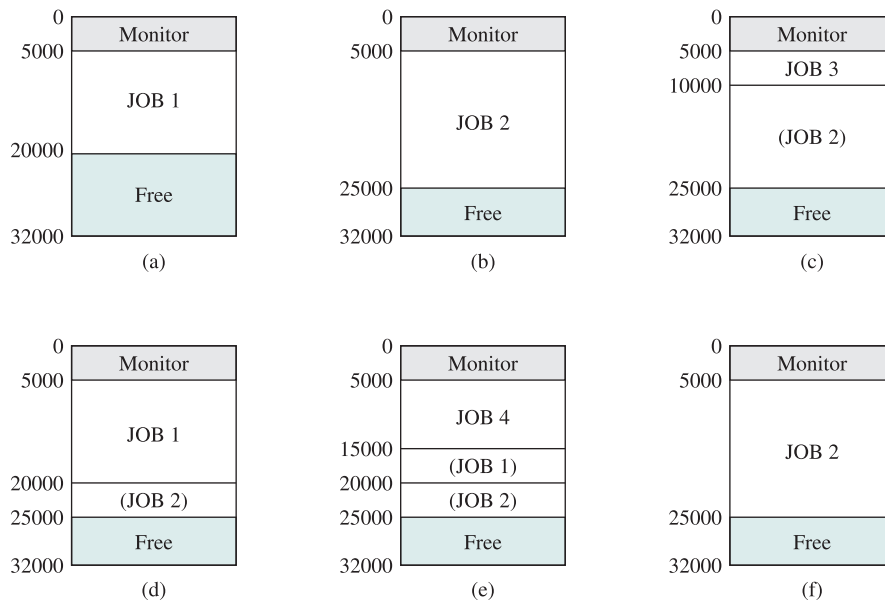 0
Monitor
5000
JOB 1
20000
Free
32000
(a)
0
Monitor
5000
JOB 2
25000
Free
32000
(b)
0
Monitor
5000
JOB 3
10000
(JOB 2)
25000
Free
32000
(c)
0
Monitor
5000
JOB 1
20000
(JOB 2)
25000
Free
32000
(d)
0
Monitor
5000
JOB 4
15000
(JOB 1)
20000
(JOB 2)
25000
Free
32000
(e)
0
Monitor
5000
JOB 2
25000
Free
32000
(f)